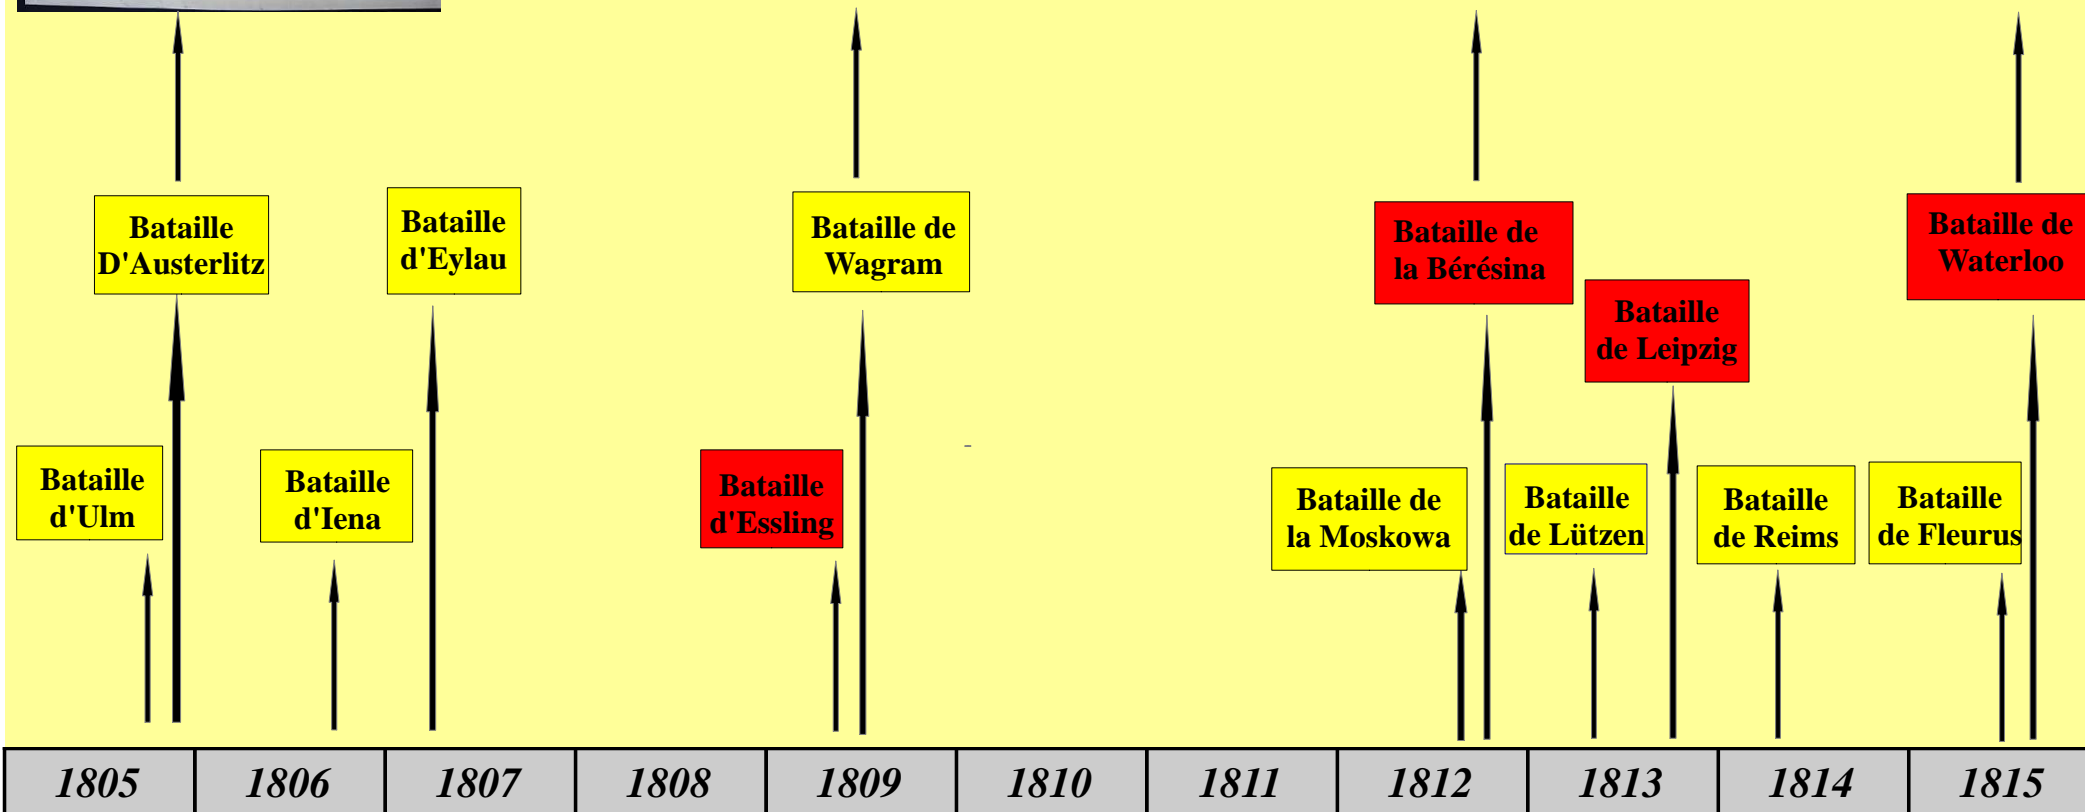 Bataille
D'Austerlitz
Bataille
d'Eylau
Bataille de
Wagram
Bataille de
la Bérésina
Bataille de
Waterloo
Bataille
de Leipzig
Bataille
d'Ulm
Bataille
d'Iena
Bataille
d'Essling
Bataille de
la Moskowa
Bataille
de Lützen
Bataille
de Reims
Bataille
de Fleurus
1805
1806
1807
1808
1809
1810
1811
1812
1813
1814
1815